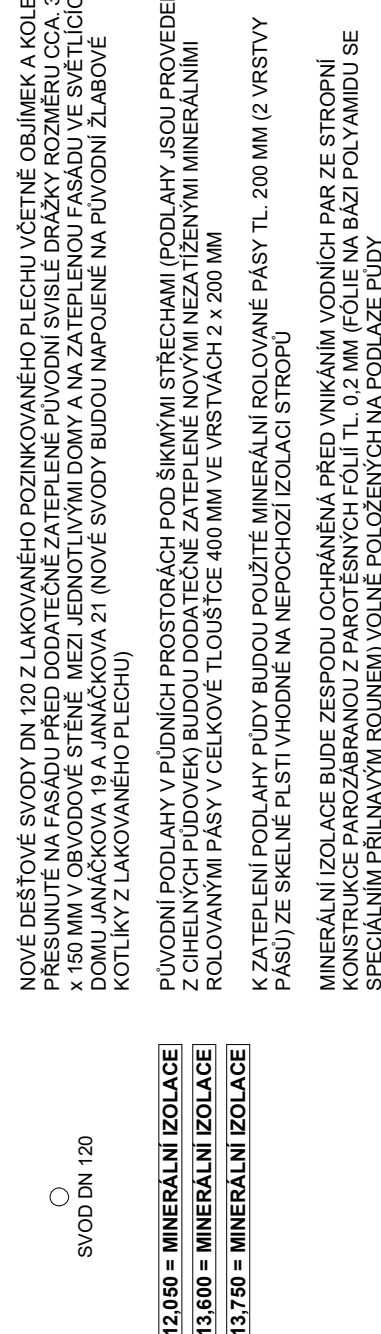 NOVÉ DEŠŤOVÉ SVODY DN 120 Z LAKOVANÉHO POZINKOVANÉHO PLECHU VČETNĚ OBJÍMEK A KOLE
PŘESUNUTÉ NA FASÁDU PŘED DODATEČNĚ ZATEPLENÉ PŮVODNÍ SVISLÉ DRÁŽKY ROZMĚRU CCA. 3
x 150 MM V OBVODOVÉ STĚNĚ MEZI JEDNOTLIVÝMI DOMY A NA ZATEPLENOU FASÁDU VE SVĚTLÍCÍC
DOMU JANÁČKOVA 19 A JANÁČKOVA 21 (NOVÉ SVODY BUDOU NAPOJENÉ NA PŮVODNÍ ŽLABOVÉ
KOTLÍKY Z LAKOVANÉHO PLECHU)
SVOD DN 120
PŮVODNÍ PODLAHY V PŮDNÍCH PROSTORÁCH POD ŠIKMÝMI STŘECHAMI (PODLAHY JSOU PROVEDE
Z CIHELNÝCH PŮDOVEK) BUDOU DODATEČNĚ ZATEPLENÉ NOVÝMI NEZATÍŽENÝMI MINERÁLNÍMI
ROLOVANÝMI PÁSY V CELKOVÉ TLOUŠŤCE 400 MM VE VRSTVÁCH 2 x 200 MM
12,050 = MINERÁLNÍ IZOLACE
13,600 = MINERÁLNÍ IZOLACE
13,750 = MINERÁLNÍ IZOLACE
K ZATEPLENÍ PODLAHY PŮDY BUDOU POUŽITÉ MINERÁLNÍ ROLOVANÉ PÁSY TL. 200 MM (2 VRSTVY
PÁSŮ) ZE SKELNÉ PLSTI VHODNÉ NA NEPOCHOZÍ IZOLACI STROPŮ
MINERÁLNÍ IZOLACE BUDE ZESPODU OCHRÁNĚNÁ PŘED VNIKÁNÍM VODNÍCH PAR ZE STROPNÍ
KONSTRUKCE PAROZÁBRANOU Z PAROTĚSNÝCH FÓLIÍ TL. 0,2 MM (FÓLIE NA BÁZI POLYAMIDU SE
SPECIÁLNÍM PŘILNAVÝM ROUNEM) VOLNĚ POLOŽENÝCH NA PODLAZE PŮDY